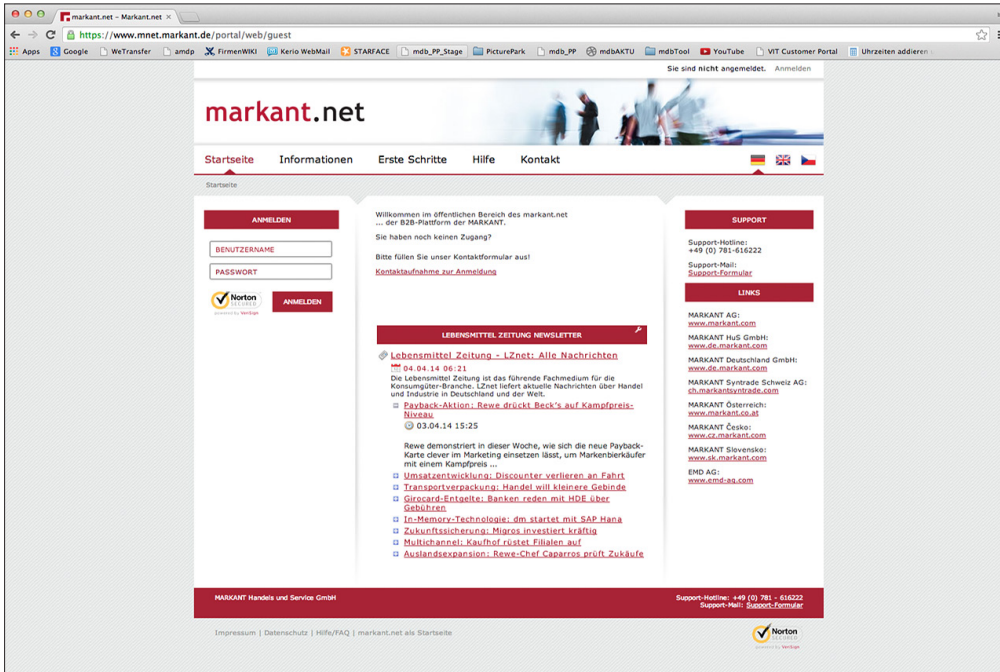 markant.net – Markant.net
https://www.mnet.markant.de/portal/web/guest
Apps Google WeTransfer amdp FirmenWIKI Kerio WebMail STARFACE mdb_PP_Stage PicturePark mdb_PP mdbAKTU mdbTool YouTube VIT Customer Portal Uhrzeiten addieren
Sie sind nicht angemeldet. Anmelden
markant.net
Startseite Informationen Erste Schritte Hilfe Kontakt
Startseite
ANMELDEN
BENUTZERNAME
PASSWORT
Norton
SECURED
powered by VeriSign
ANMELDEN
Willkommen im öffentlichen Bereich des markant.net
... der B2B-Plattform der MARKANT.
Sie haben noch keinen Zugang?
Bitte füllen Sie unser Kontaktformular aus!
Kontaktaufnahme zur Anmeldung
LEBENSMITTEL ZEITUNG NEWSLETTER
Lebensmittel Zeitung - LZnet: Alle Nachrichten
04.04.14 06:21
Die Lebensmittel Zeitung ist das führende Fachmedium für die
Konsumgüter-Branche. LZnet liefert aktuelle Nachrichten über Handel
und Industrie in Deutschland und der Welt.
Payback-Aktion: Rewe drückt Beck's auf Kampfpreis-
Niveau
03.04.14 15:25
Rewe demonstriert in dieser Woche, wie sich die neue Payback-
Karte clever im Marketing einsetzen lässt, um Markenbierkäufer
mit einem Kampfpreis ...
Umsatzentwicklung: Discounter verlieren an Fahrt
Transportverpackung: Handel will kleinere Gebinde
Girocard-Entgelte: Banken reden mit HDE über
Gebühren
In-Memory-Technologie: dm startet mit SAP Hana
Zukunftssicherung: Migros investiert kräftig
Multichannel: Kaufhof rüstet Filialen auf
Auslandsexpansion: Rewe-Chef Caparros prüft Zukäufe
SUPPORT
Support-Hotline:
+49 (0) 781-616222
Support-Mail:
Support-Formular
LINKS
MARKANT AG:
www.markant.com
MARKANT HuS GmbH:
www.de.markant.com
MARKANT Deutschland GmbH:
www.de.markant.com
MARKANT Syntrade Schweiz AG:
ch.markantsyntrade.com
MARKANT Österreich:
www.markant.co.at
MARKANT Česko:
www.cz.markant.com
MARKANT Slovensko:
www.sk.markant.com
EMD AG:
www.emd-ag.com
MARKANT Handels und Service GmbH
Support-Hotline: +49 (0) 781 - 616222
Support-Mail: Support-Formular
Impressum | Datenschutz | Hilfe/FAQ | markant.net als Startseite
Norton
SECURED
powered by VeriSign